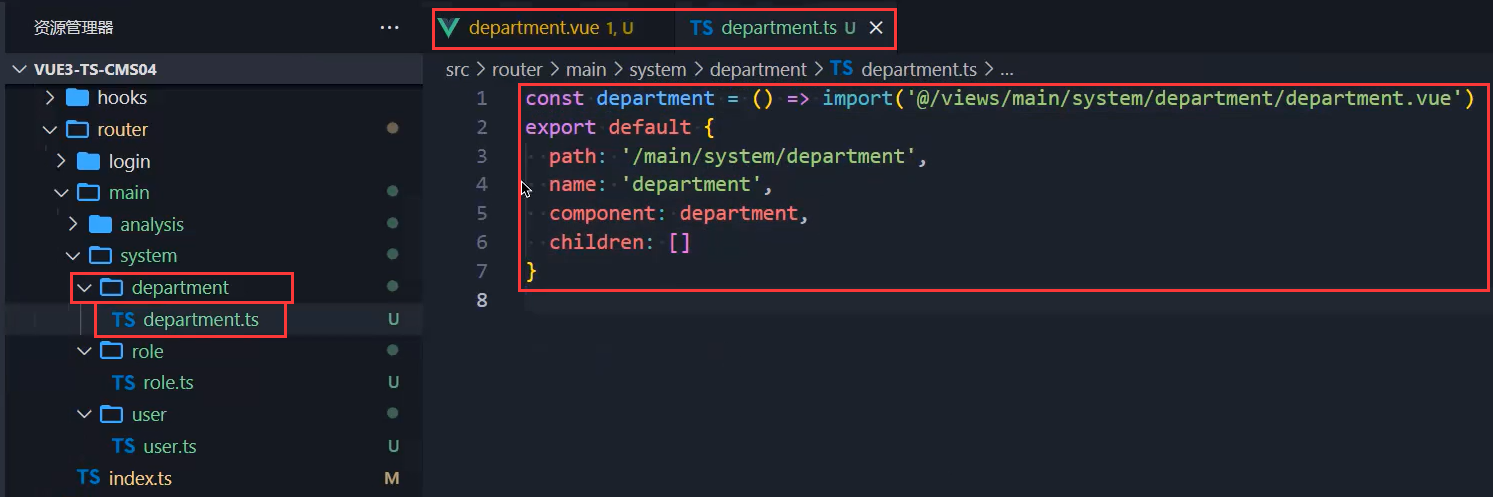 资源管理器
...
VUE3-TS-CMS04
hooks
router
login
main
analysis
system
department
TS department.ts U
role
TS role.ts U
user
TS user.ts U
TS index.ts M
department.vue 1, U
TS department.ts U ×
src > router > main > system > department > TS department.ts > ...
1 const department = () => import('@/views/main/system/department/department.vue')
2 export default {
3 path: '/main/system/department',
4 name: 'department',
5 component: department,
6 children: []
7 }
8